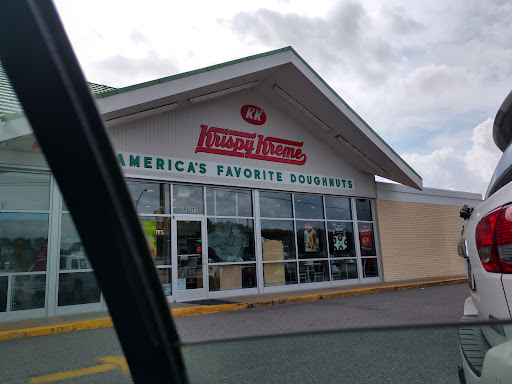 KK
Krispy Kreme
AMERICA'S FAVORITE DOUGHNUTS